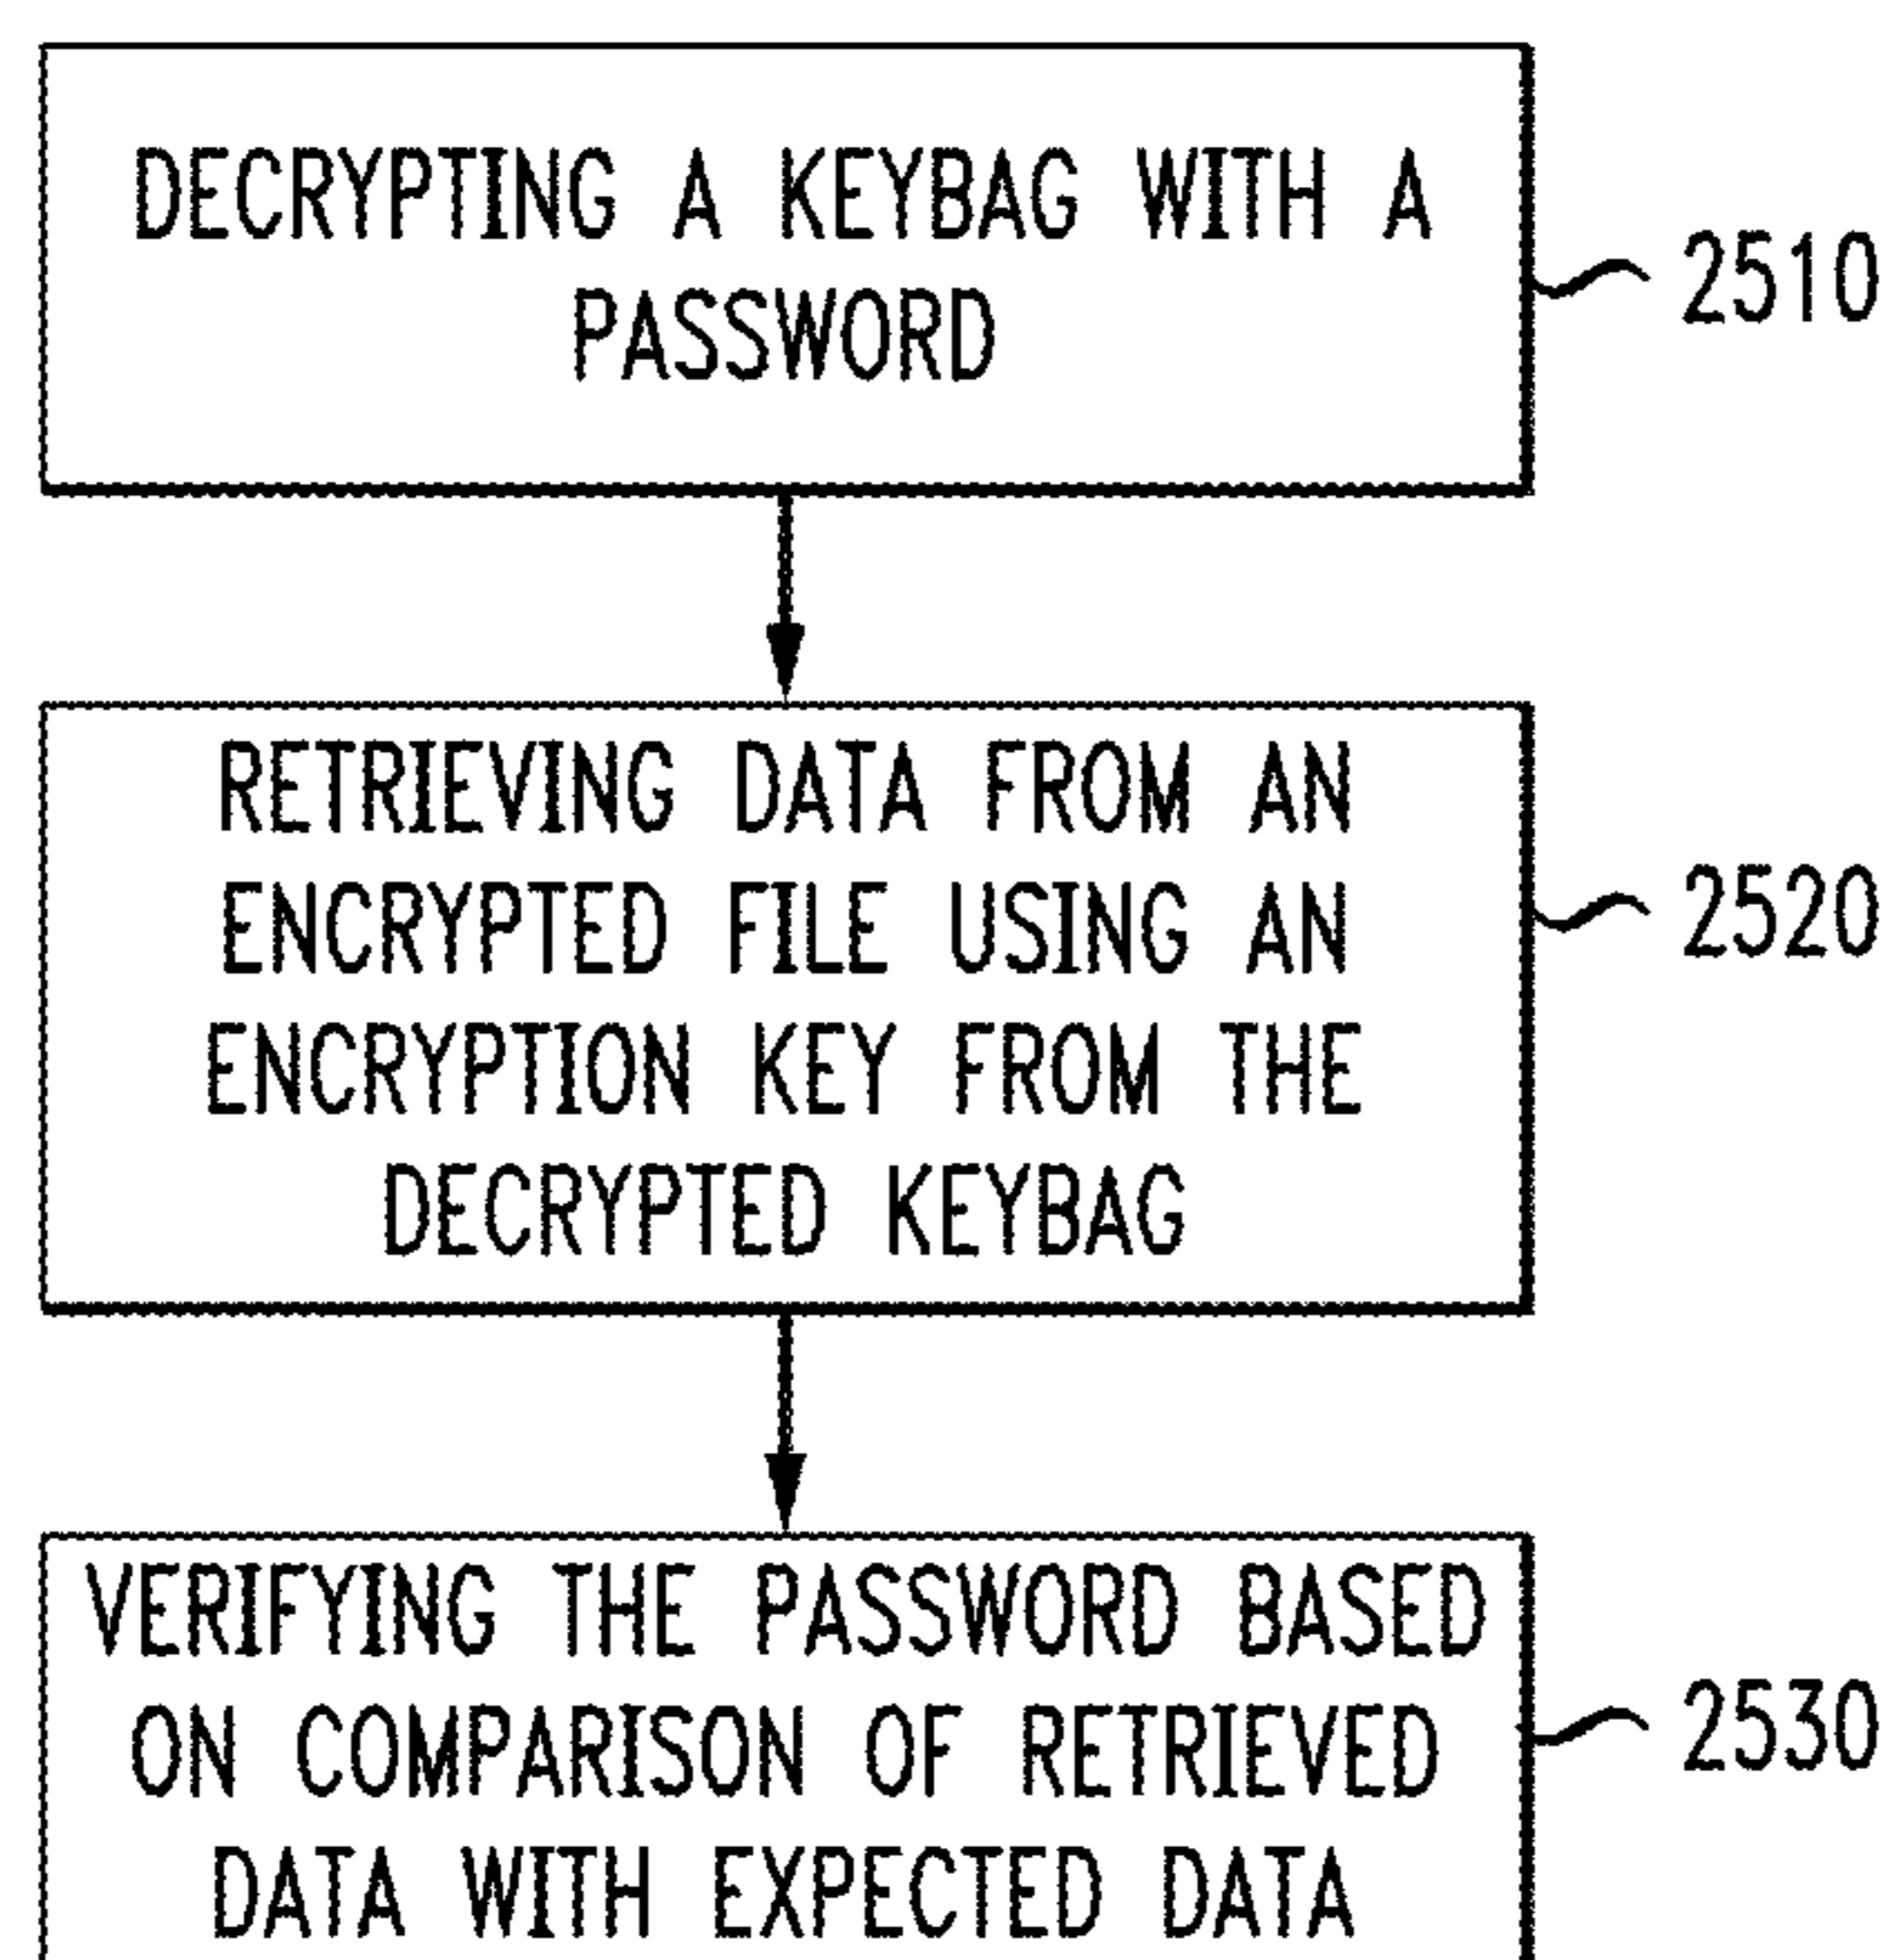 DECRYPTING A KEYBAG WITH A
PASSWORD
2510
RETRIEVING DATA FROM AN
ENCRYPTED FILE USING AN
ENCRYPTION KEY FROM THE
DECRYPTED KEYBAG
2520
VERIFYING THE PASSWORD BASED
ON COMPARISON OF RETRIEVED
DATA WITH EXPECTED DATA
2530